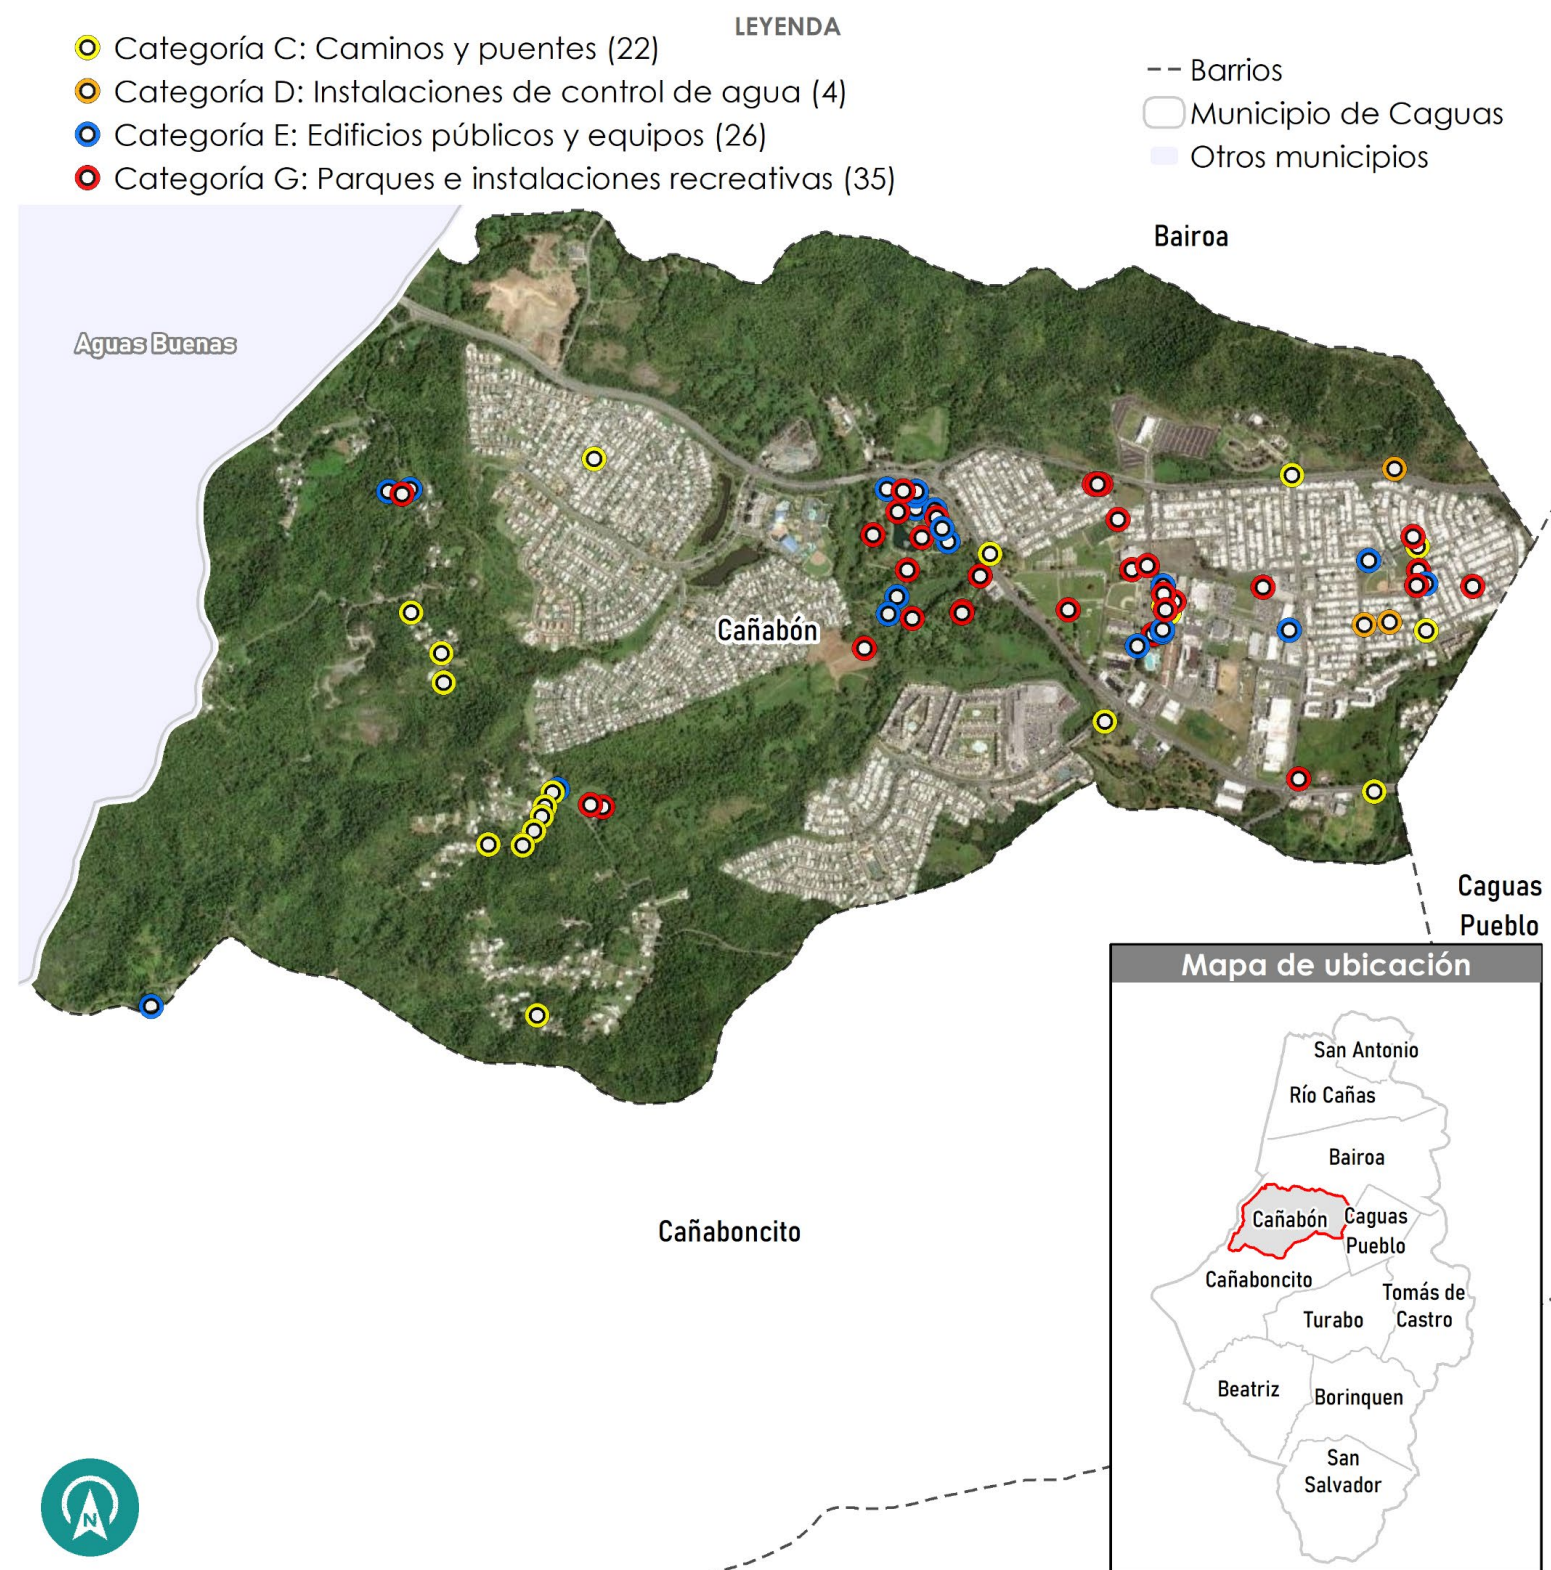 LEYENDA
Categoría C: Caminos y puentes (22)
Categoría D: Instalaciones de control de agua (4)
Categoría E: Edificios públicos y equipos (26)
Categoría G: Parques e instalaciones recreativas (35)
Barrios
Municipio de Caguas
Otros municipios
Bairoa
Aguas Buenas
Cañabón
Caguas
Pueblo
Cañaboncito
Mapa de ubicación
San Antonio
Río Cañas
Bairoa
Cañabón
Caguas
Pueblo
Cañaboncito
Tomás de
Castro
Turabo
Beatriz
Borinquen
San
Salvador
N